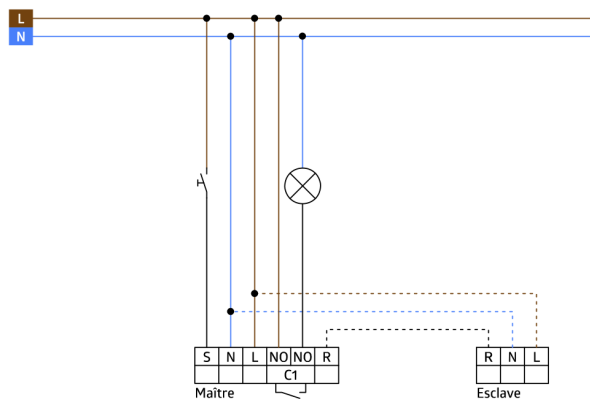 L
N
S N L NO NO R
C1
Maître
R N L
Esclave